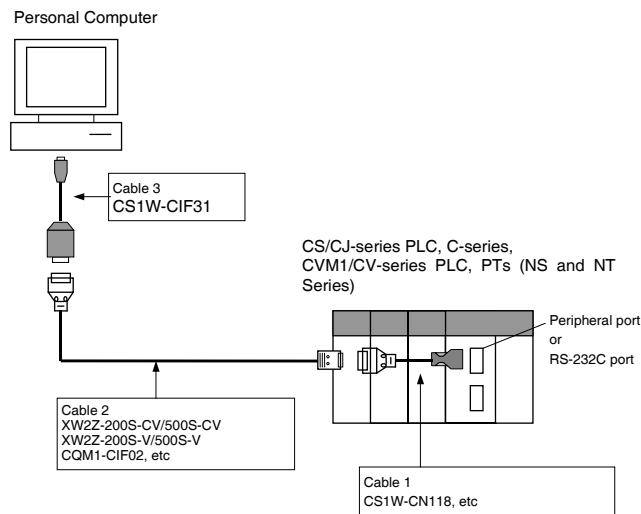 Personal Computer
Cable 3
CS1W-CIF31
CS/CJ-series PLC, C-series,
CVM1/CV-series PLC, PTs (NS and NT
Series)
Peripheral port
or
RS-232C port
Cable 2
XW2Z-200S-CV/500S-CV
XW2Z-200S-V/500S-V
CQM1-CIF02, etc
Cable 1
CS1W-CN118, etc